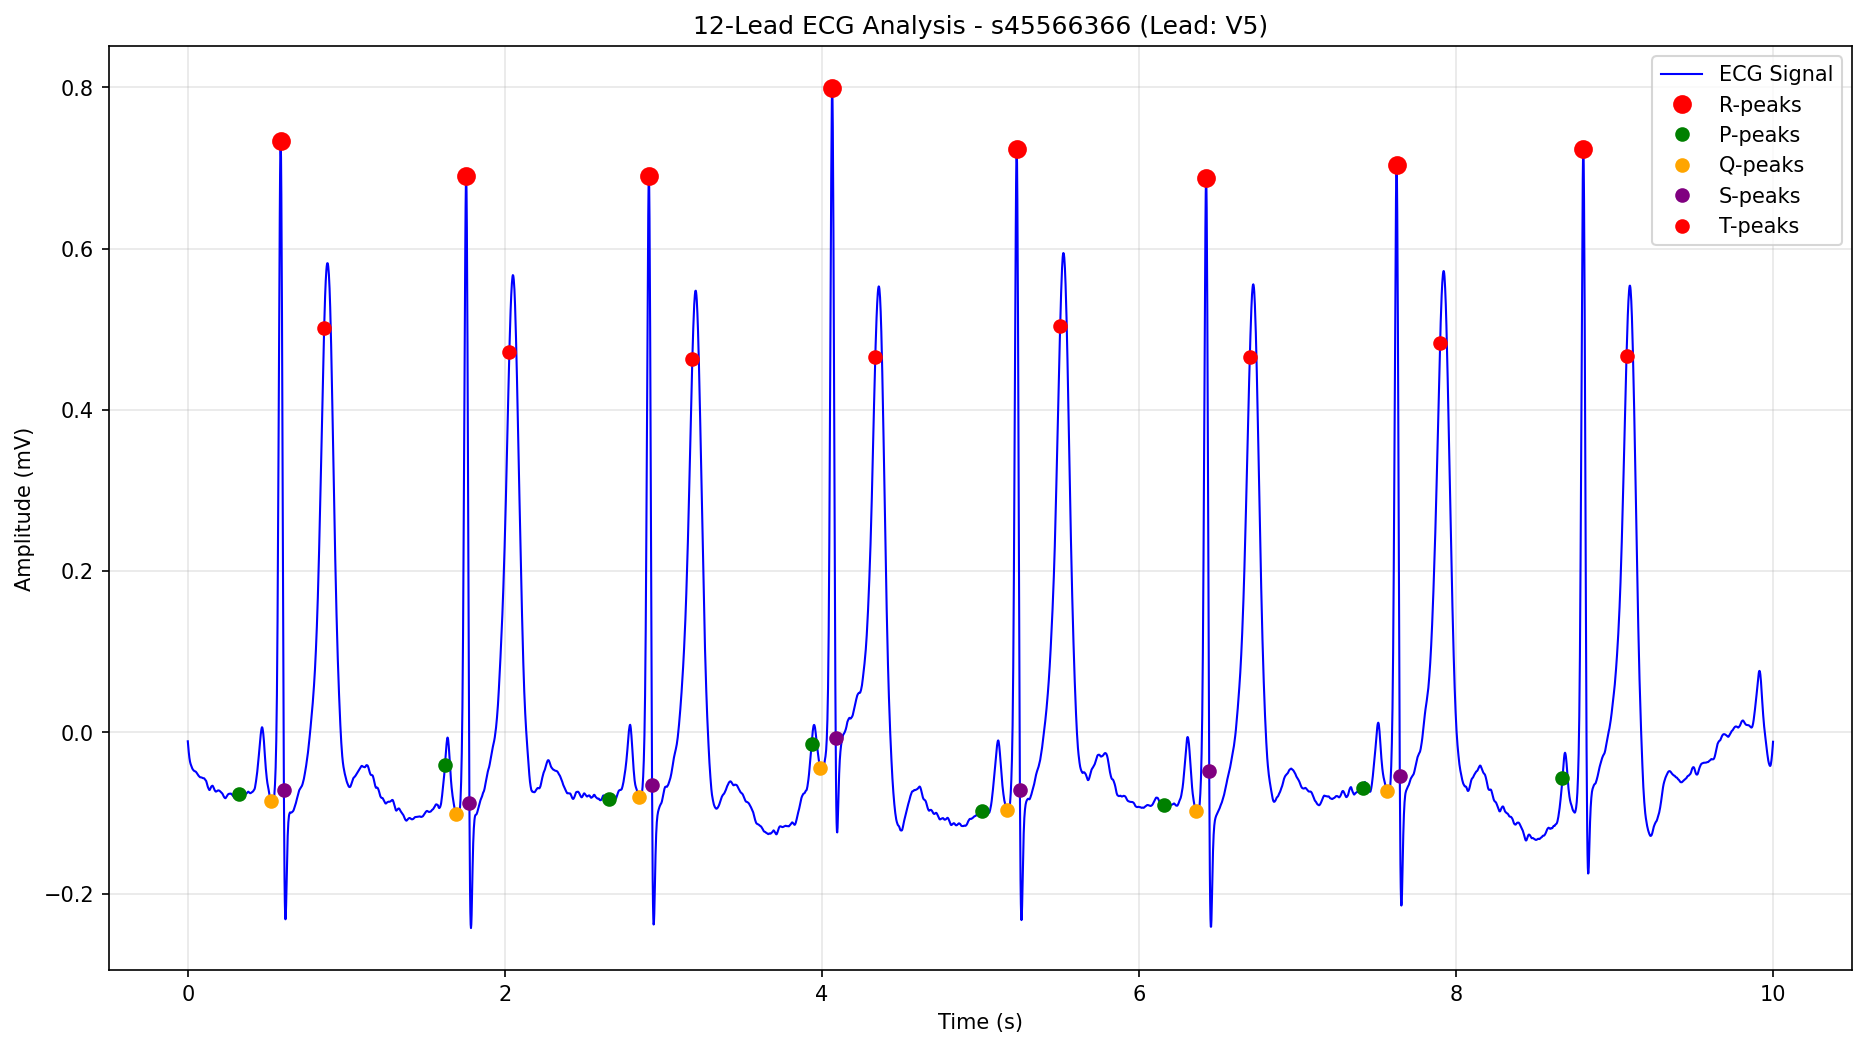 12-Lead ECG Analysis - s45566366 (Lead: V5)
ECG Signal
R-peaks
P-peaks
Q-peaks
S-peaks
T-peaks
Amplitude (mV)
0.8
0.6
0.4
0.2
0.0
−0.2
0 2 4 6 8 10
Time (s)